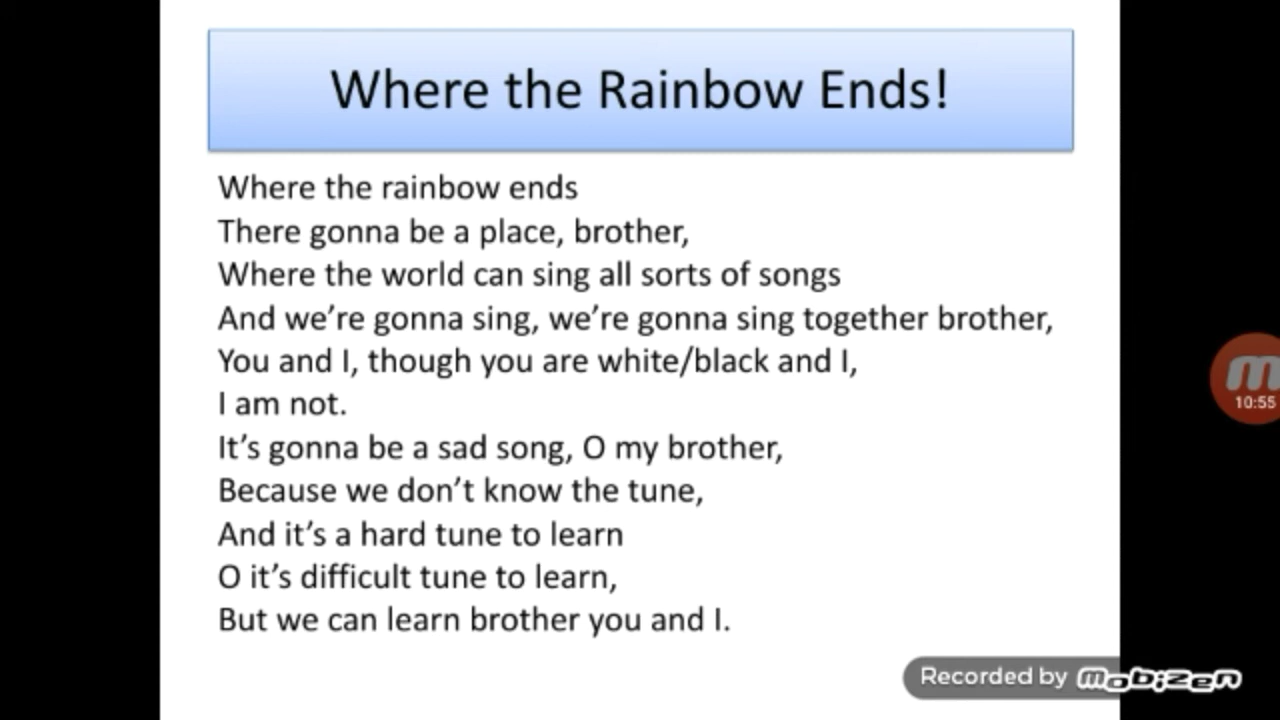 Where the Rainbow Ends!
Where the rainbow ends
There gonna be a place, brother,
Where the world can sing all sorts of songs
And we’re gonna sing, we’re gonna sing together brother,
You and I, though you are white/black and I,
I am not.
It’s gonna be a sad song, O my brother,
Because we don’t know the tune,
And it’s a hard tune to learn
O it’s difficult tune to learn,
But we can learn brother you and I.
m
10:55
Recorded by mobizen